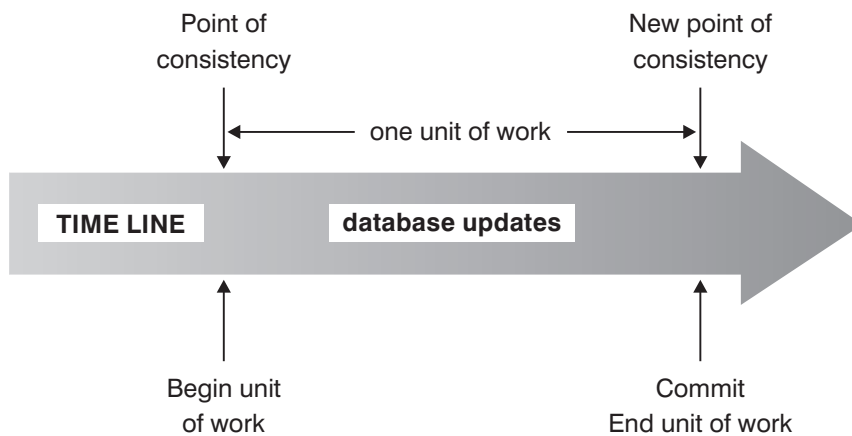 Point of
consistency
New point of
consistency
one unit of work
TIME LINE
database updates
Begin unit
of work
Commit
End unit of work